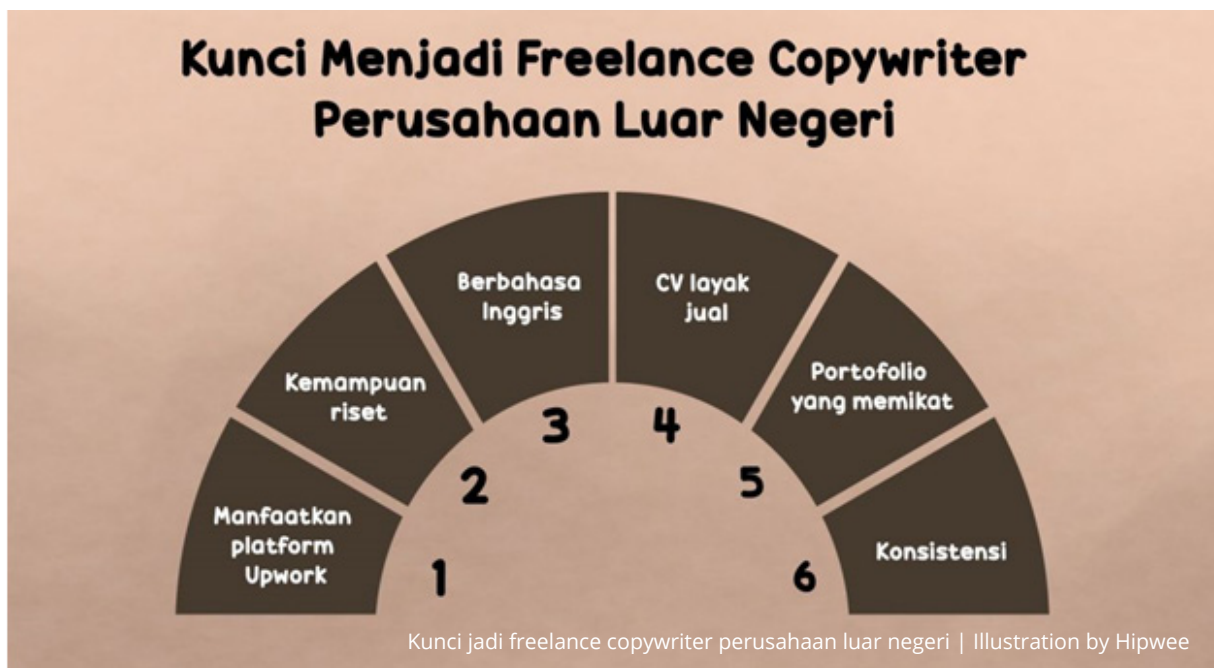 Kunci Menjadi Freelance Copywriter
Perusahaan Luar Negeri
Manfaatkan
platform
Upwork
1
Kemampuan
riset
2
Berbahasa
Inggris
3
CV layak
jual
4
Portofolio
yang memikat
5
Konsistensi
6
Kunci jadi freelance copywriter perusahaan luar negeri | Illustration by Hipwee